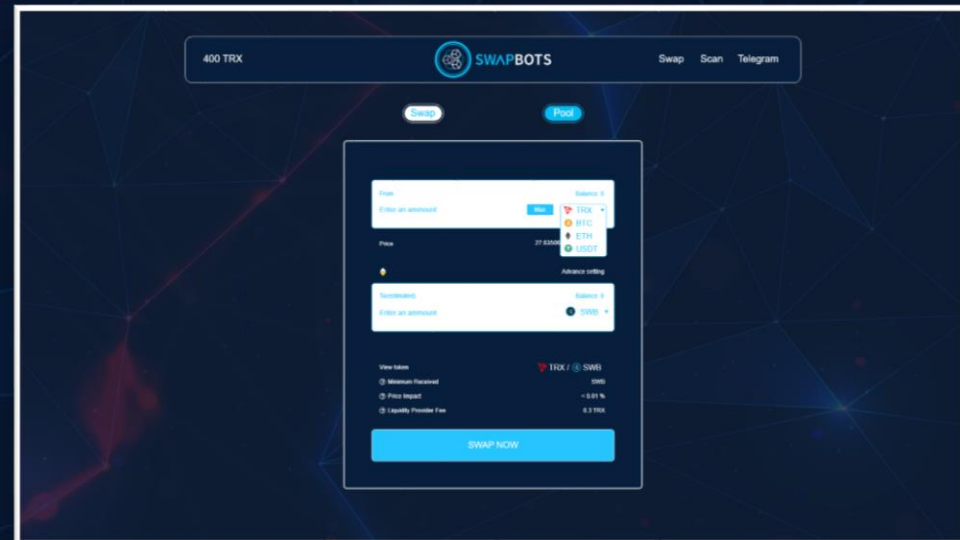 400 TRX
SWAPBOTS
Swap Scan Telegram
Swap Pool
From Balance: 0
Enter an ammount Max TRX
BTC
Price
ETH
USDT
Advance setting
Balance: 0
Enter an ammount SWB
View token TRX / SWB
Minimum Received SWB
Price Impact < 0.01 %
Liquidity Provider Fee 0.3 TRX
SWAP NOW